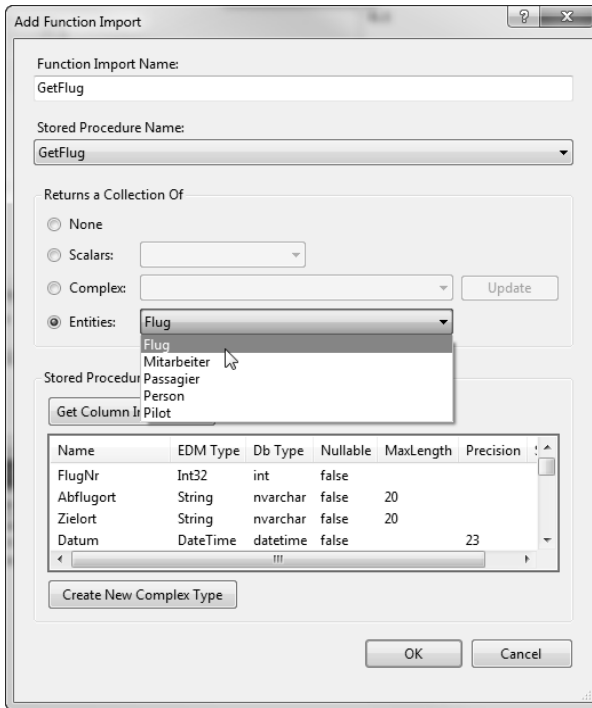 Add Function Import
Function Import Name:
GetFlug
Stored Procedure Name:
GetFlug
Returns a Collection Of
None
Scalars:
Complex:
Update
Entities:
Flug
Flug
Mitarbeiter
Passagier
Person
Pilot
Stored Procedu
Get Column In
Name EDM Type Db Type Nullable MaxLength Precision
FlugNr Int32 int false
Abflugort String nvarchar false 20
Zielort String nvarchar false 20
Datum DateTime datetime false 23
Create New Complex Type
OK Cancel